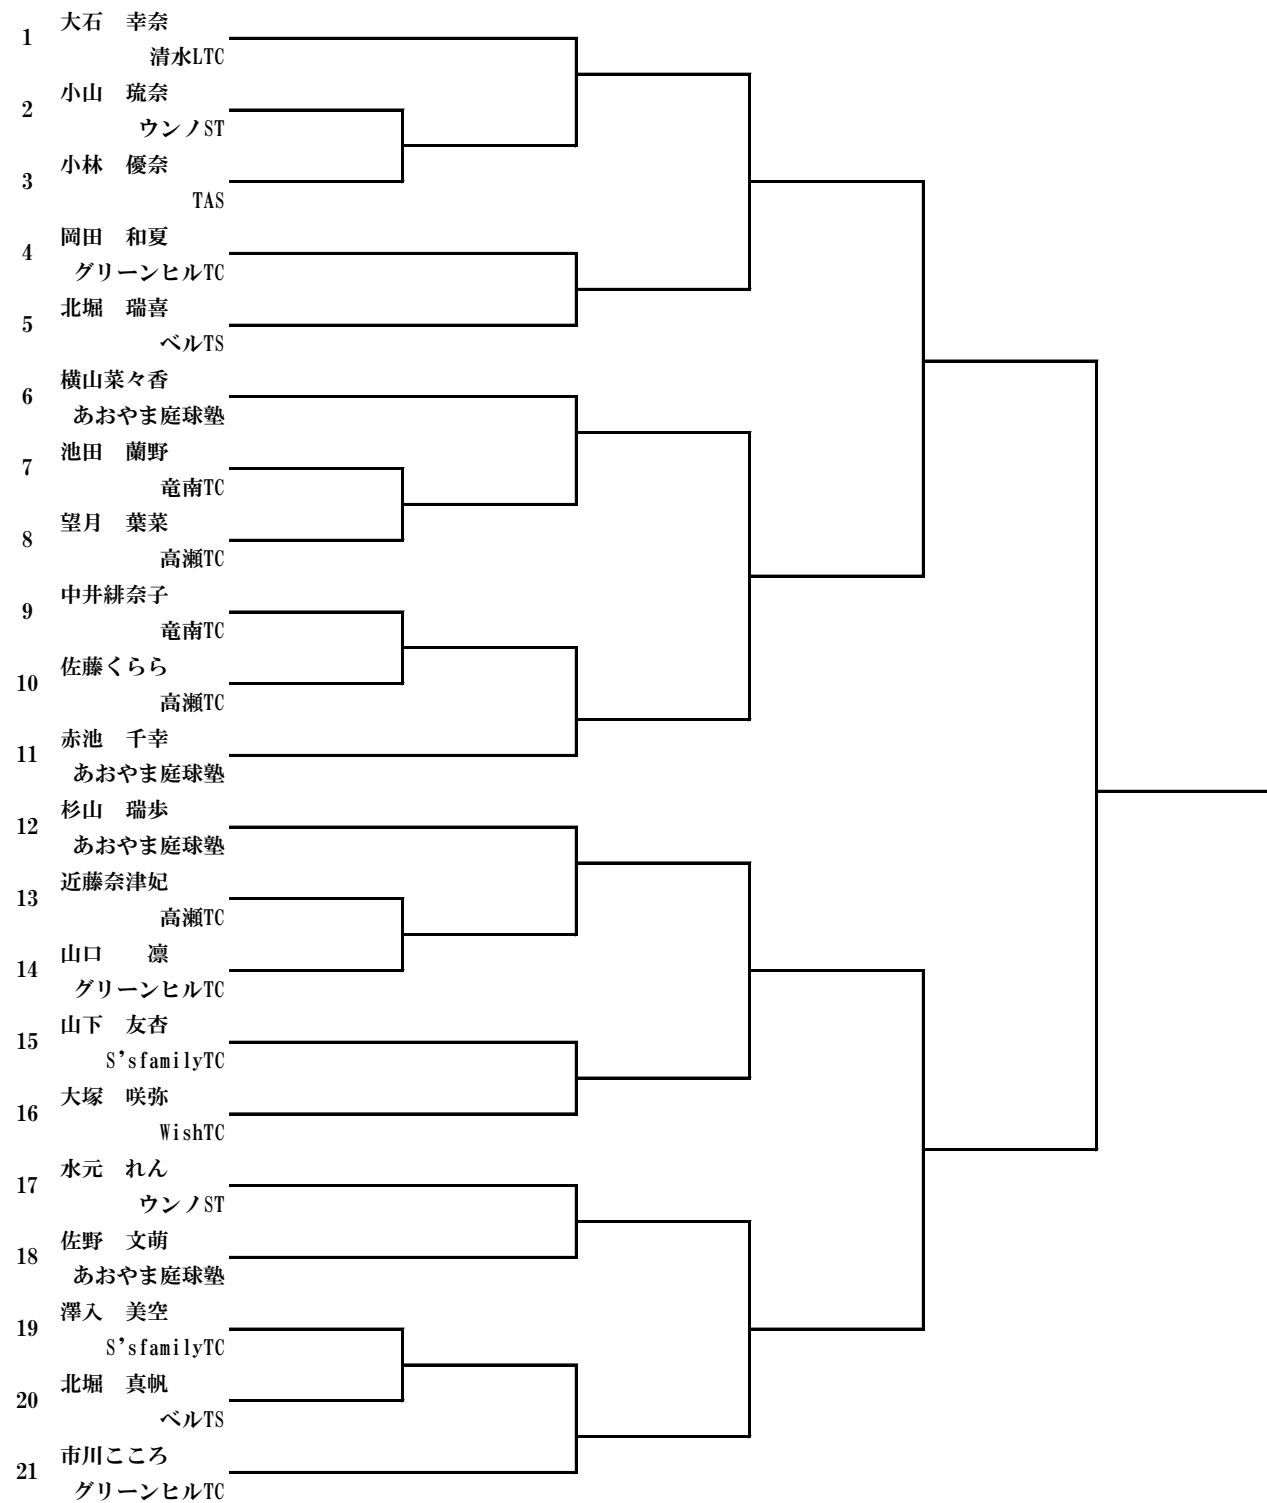 大石　幸奈
1
清水LTC
小山　琉奈
2
ウンノST
小林　優奈
3
TAS
岡田　和夏
4
グリーンヒルTC
北堀　瑞喜
5
ベルTS
横山菜々香
6
あおやま庭球塾
池田　蘭野
7
竜南TC
望月　葉菜
8
高瀬TC
中井緋奈子
9
竜南TC
佐藤くらら
10
高瀬TC
赤池　千幸
11
あおやま庭球塾
杉山　瑞歩
12
あおやま庭球塾
近藤奈津妃
13
高瀬TC
山口　　凛
14
グリーンヒルTC
山下　友杏
15
S’sfamilyTC
大塚　咲弥
16
WishTC
水元　れん
17
ウンノST
佐野　文萌
18
あおやま庭球塾
澤入　美空
19
S’sfamilyTC
北堀　真帆
20
ベルTS
市川こころ
21
グリーンヒルTC